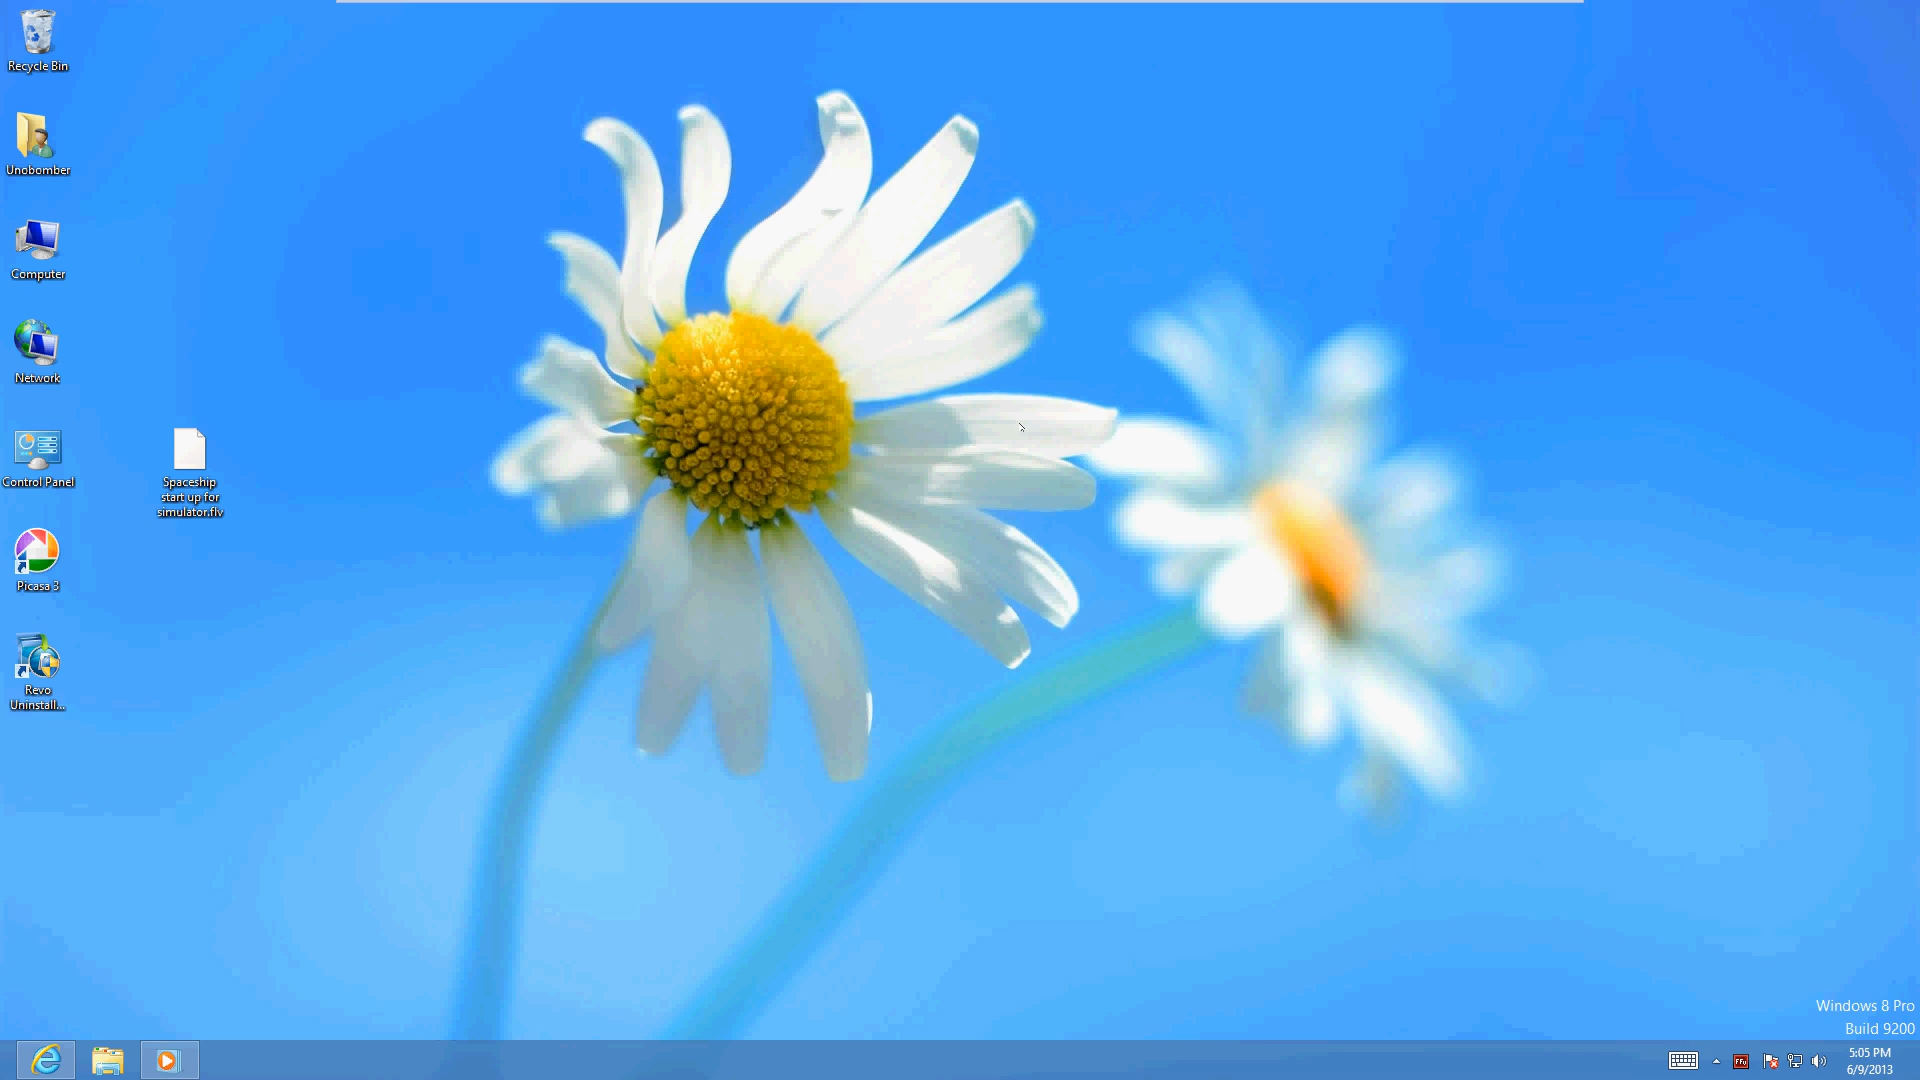 Recycle Bin
Unobomber
Computer
Network
Control Panel
Spaceship
start up for
simulator.flv
Picasa 3
Revo
Uninstall...
Windows 8 Pro
Build 9200
FFu
5:05 PM
6/9/2013